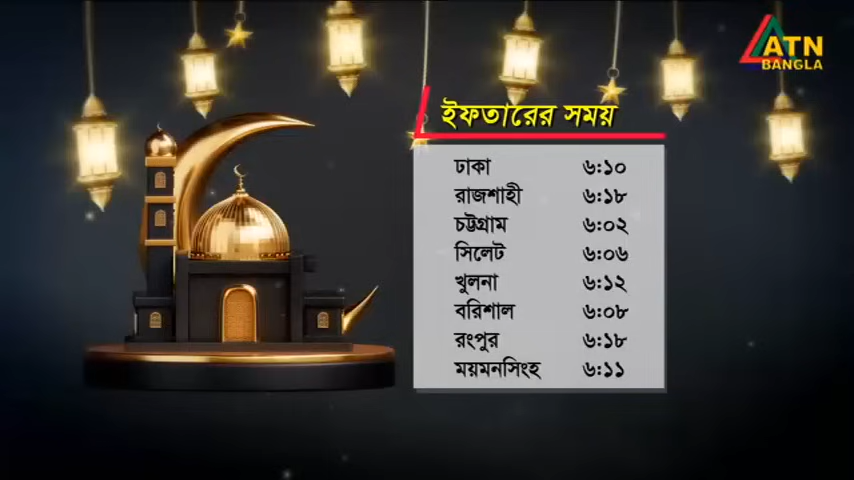 ATN
BANGLA
ইফতারের সময়
ঢাকা ৬:১০
রাজশাহী ৬:১৮
চট্টগ্রাম ৬:০২
সিলেট ৬:০৬
খুলনা ৬:১২
বরিশাল ৬:০৮
রংপুর ৬:১৮
ময়মনসিংহ ৬:১১